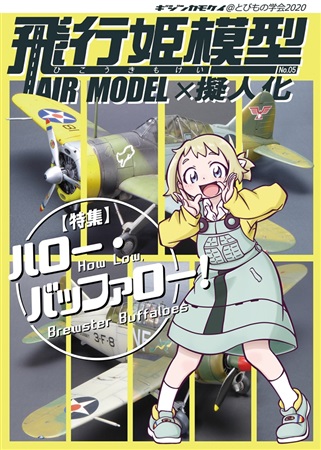 ギジンカモケイ@とびもの学会2020
飛行姫模型
ひこうきもけい
No.05
AIR MODEL×擬人化
【特集】
ハロー・
How Low,
バッファロー!
Brewster Buffaloes
3-F-8